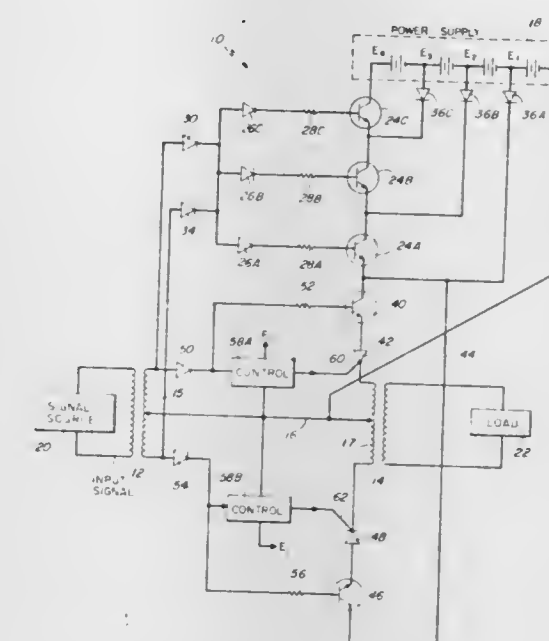 POWER SUPPLY
18
10
E4 E3 E2 E1
30
26C
28C
24C
36C
36B
36A
26B
28B
24B
34
26A
28A
24A
52
40
50
58A
42
44
60
CONTROL
15
SIGNAL
SOURCE
16
LOAD
20
12
17
22
INPUT
SIGNAL
54
58B
62
14
CONTROL
48
E
56
46